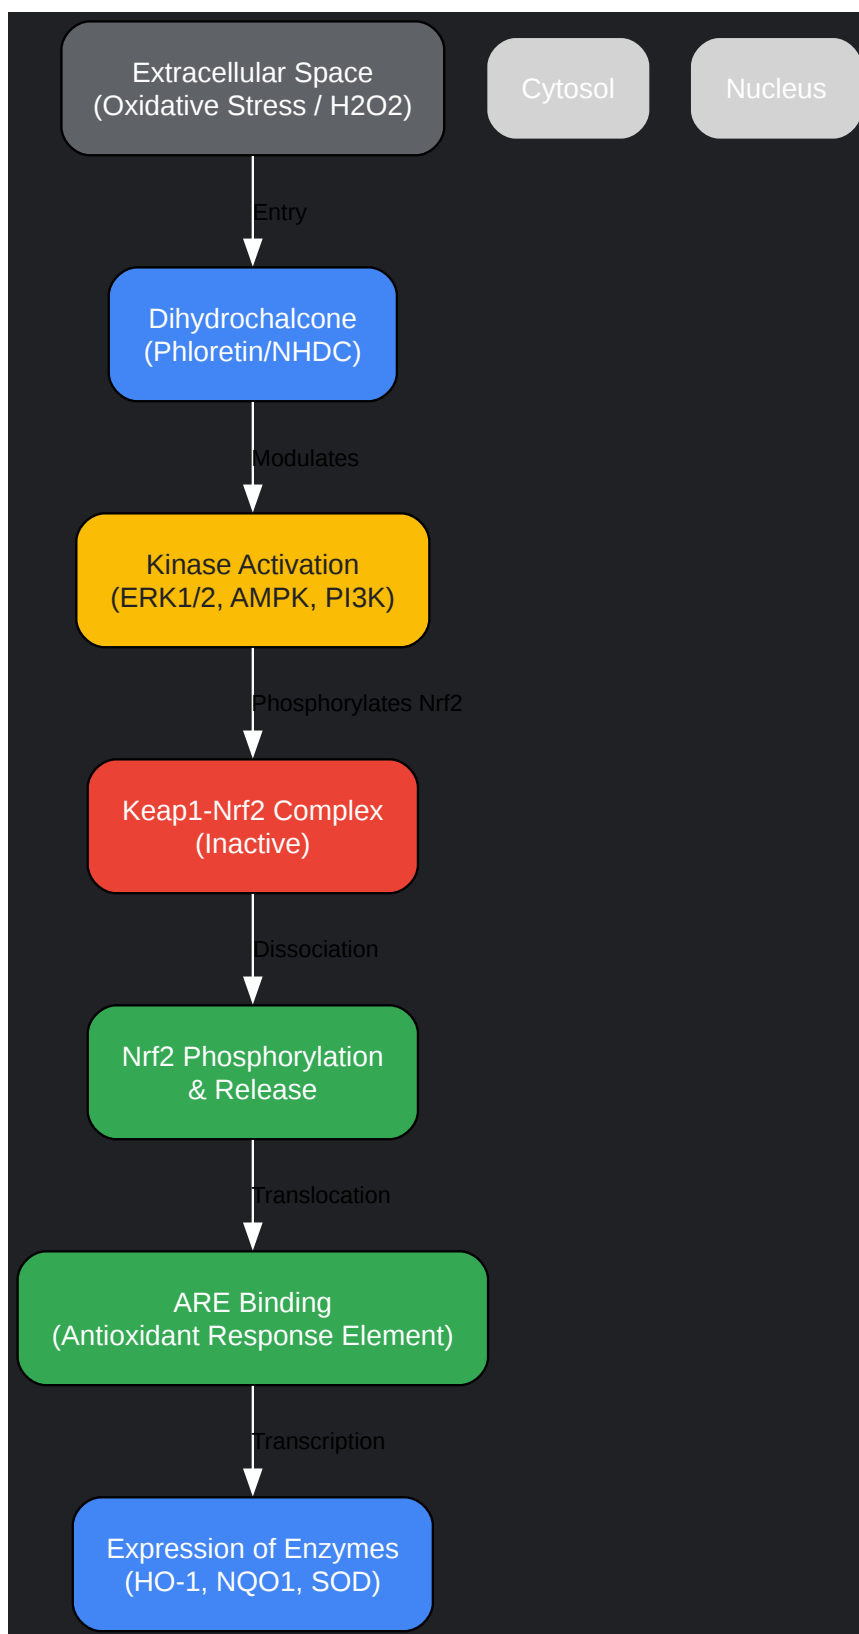 Extracellular Space
(Oxidative Stress / H2O2)
Cytosol
Nucleus
Entry
Dihydrochalcone
(Phloretin/NHDC)
Modulates
Kinase Activation
(ERK1/2, AMPK, PI3K)
Phosphorylates Nrf2
Keap1-Nrf2 Complex
(Inactive)
Dissociation
Nrf2 Phosphorylation
& Release
Translocation
ARE Binding
(Antioxidant Response Element)
Transcription
Expression of Enzymes
(HO-1, NQO1, SOD)